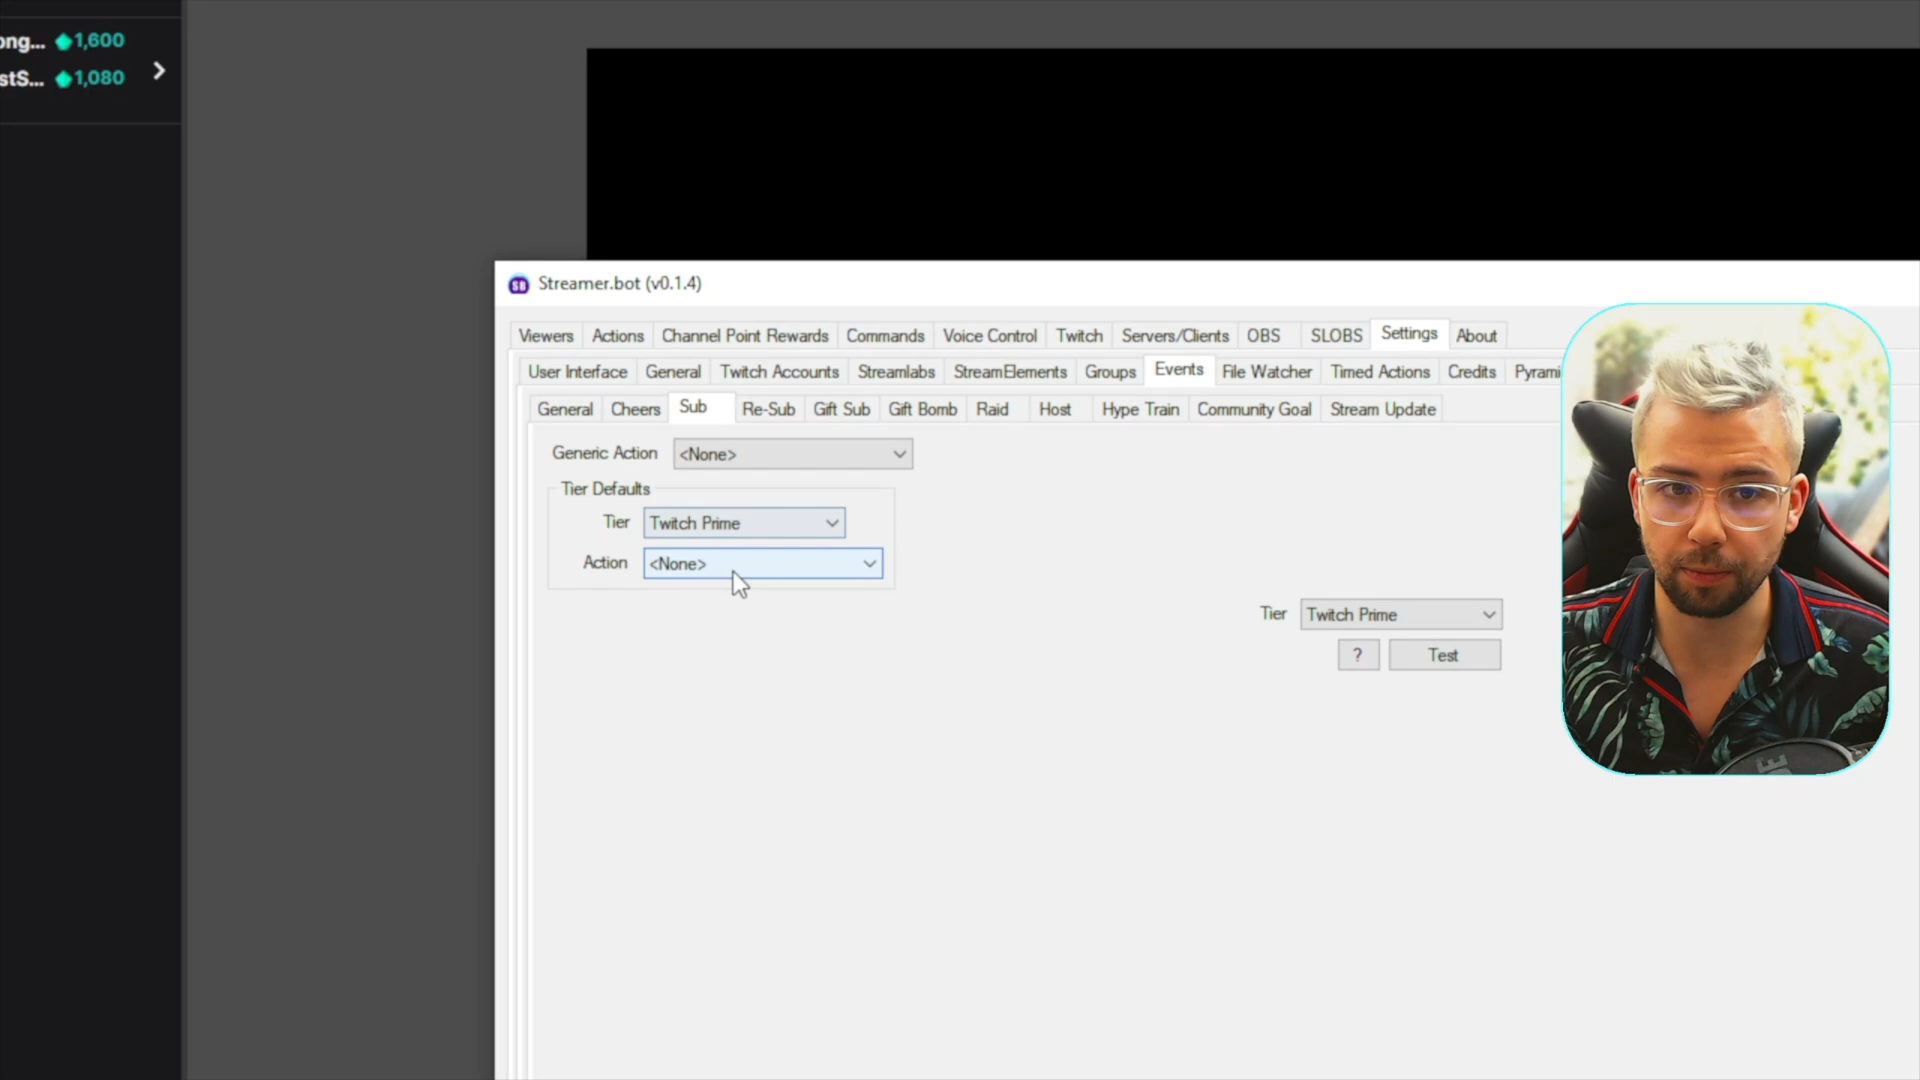 ong... 1,600
stS... 1,080
SB Streamer.bot (v0.1.4)
Viewers Actions Channel Point Rewards Commands Voice Control Twitch Servers/Clients OBS SLOBS Settings About
User Interface General Twitch Accounts Streamlabs StreamElements Groups Events File Watcher Timed Actions Credits Pyrami
General Cheers Sub Re-Sub Gift Sub Gift Bomb Raid Host Hype Train Community Goal Stream Update
Generic Action <None>
Tier Defaults
Tier Twitch Prime
Action <None>
Tier Twitch Prime
? Test